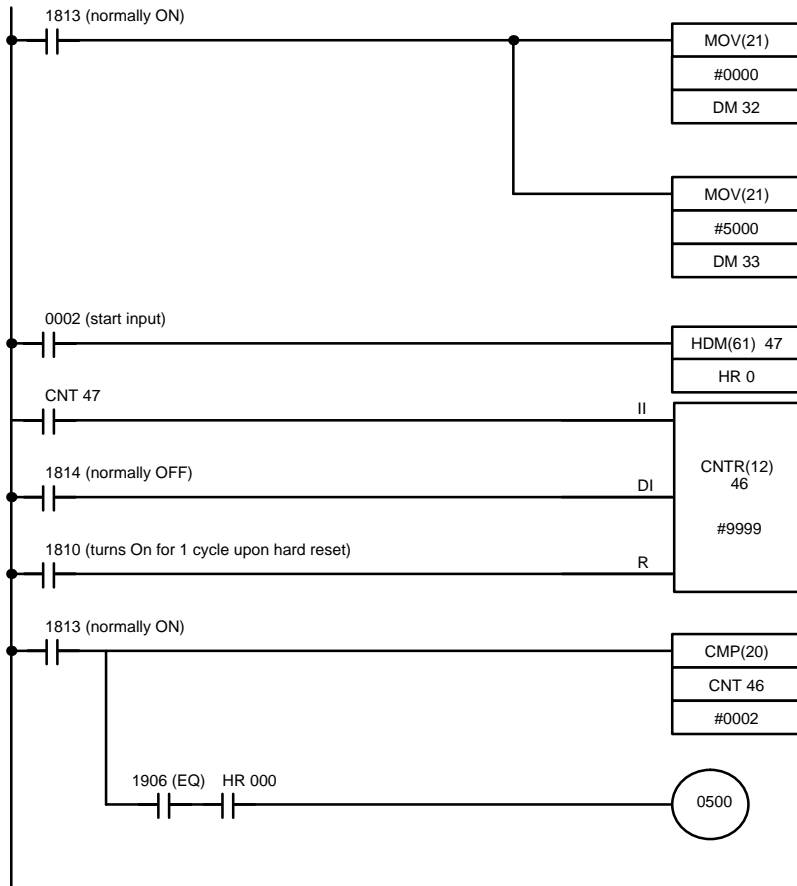 1813 (normally ON)
MOV(21)
#0000
DM 32
MOV(21)
#5000
DM 33
0002 (start input)
HDM(61) 47
HR 0
CNT 47
II
1814 (normally OFF)
DI
CNTR(12)
46
#9999
1810 (turns On for 1 cycle upon hard reset)
R
1813 (normally ON)
CMP(20)
CNT 46
#0002
1906 (EQ) HR 000
0500